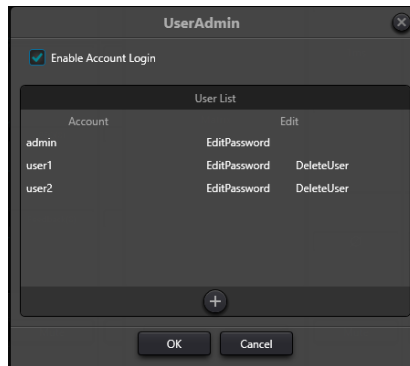 UserAdmin
Enable Account Login
User List
Account Edit
admin EditPassword
user1 EditPassword DeleteUser
user2 EditPassword DeleteUser
OK Cancel